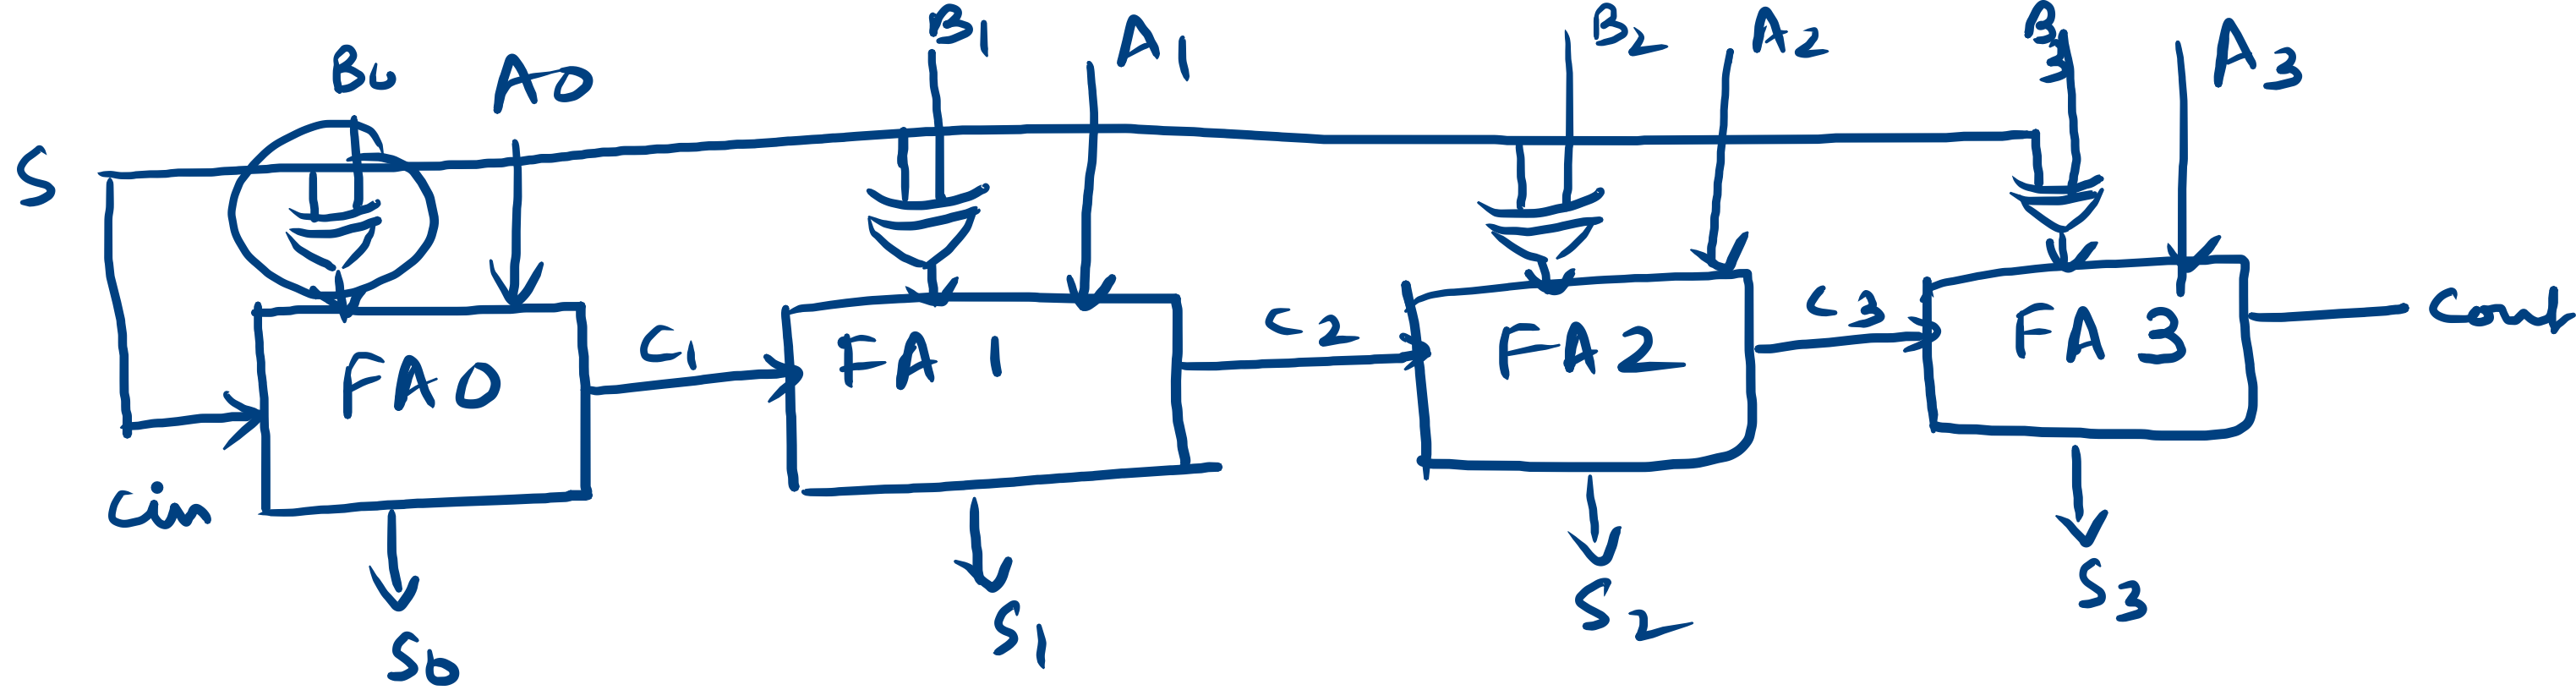 S
B0 A0 B1 A1 B2 A2 B3 A3
FA0 C1 FA1 C2 FA2 C3 FA3 Cout
Cin
S0 S1 S2 S3